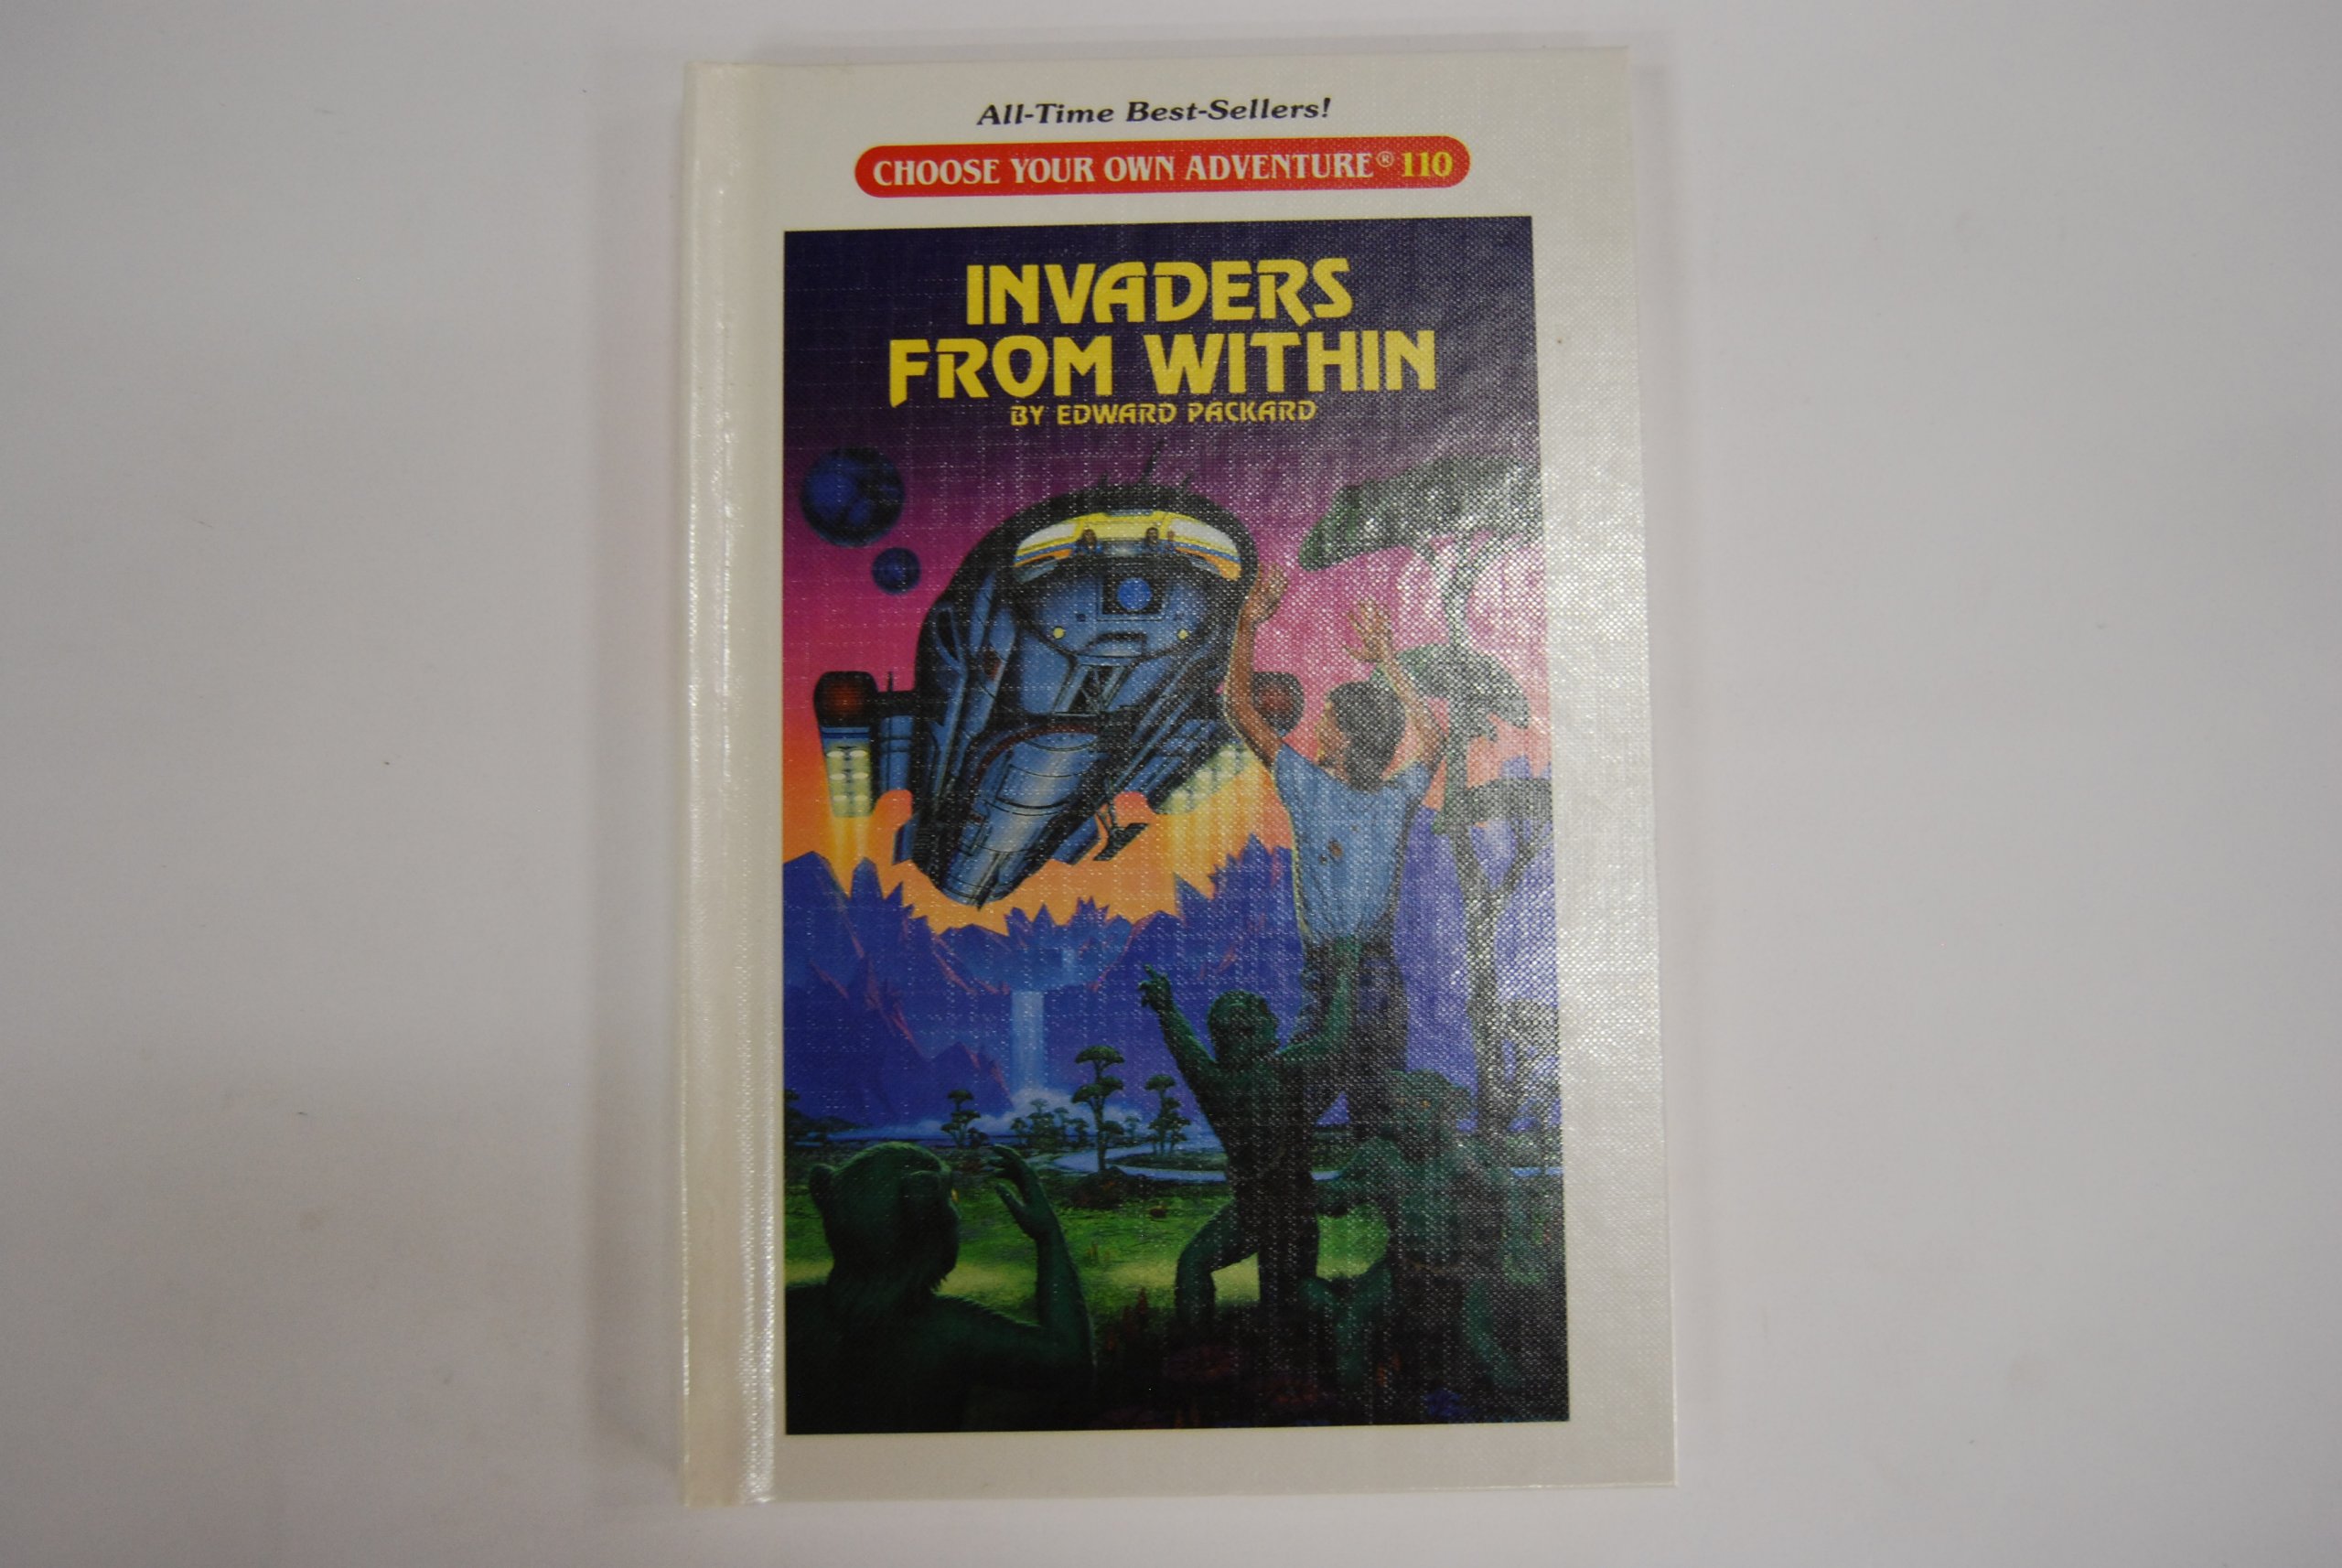 All-Time Best-Sellers!
CHOOSE YOUR OWN ADVENTURE® 110
INVADERS
FROM WITHIN
BY EDWARD PACKARD